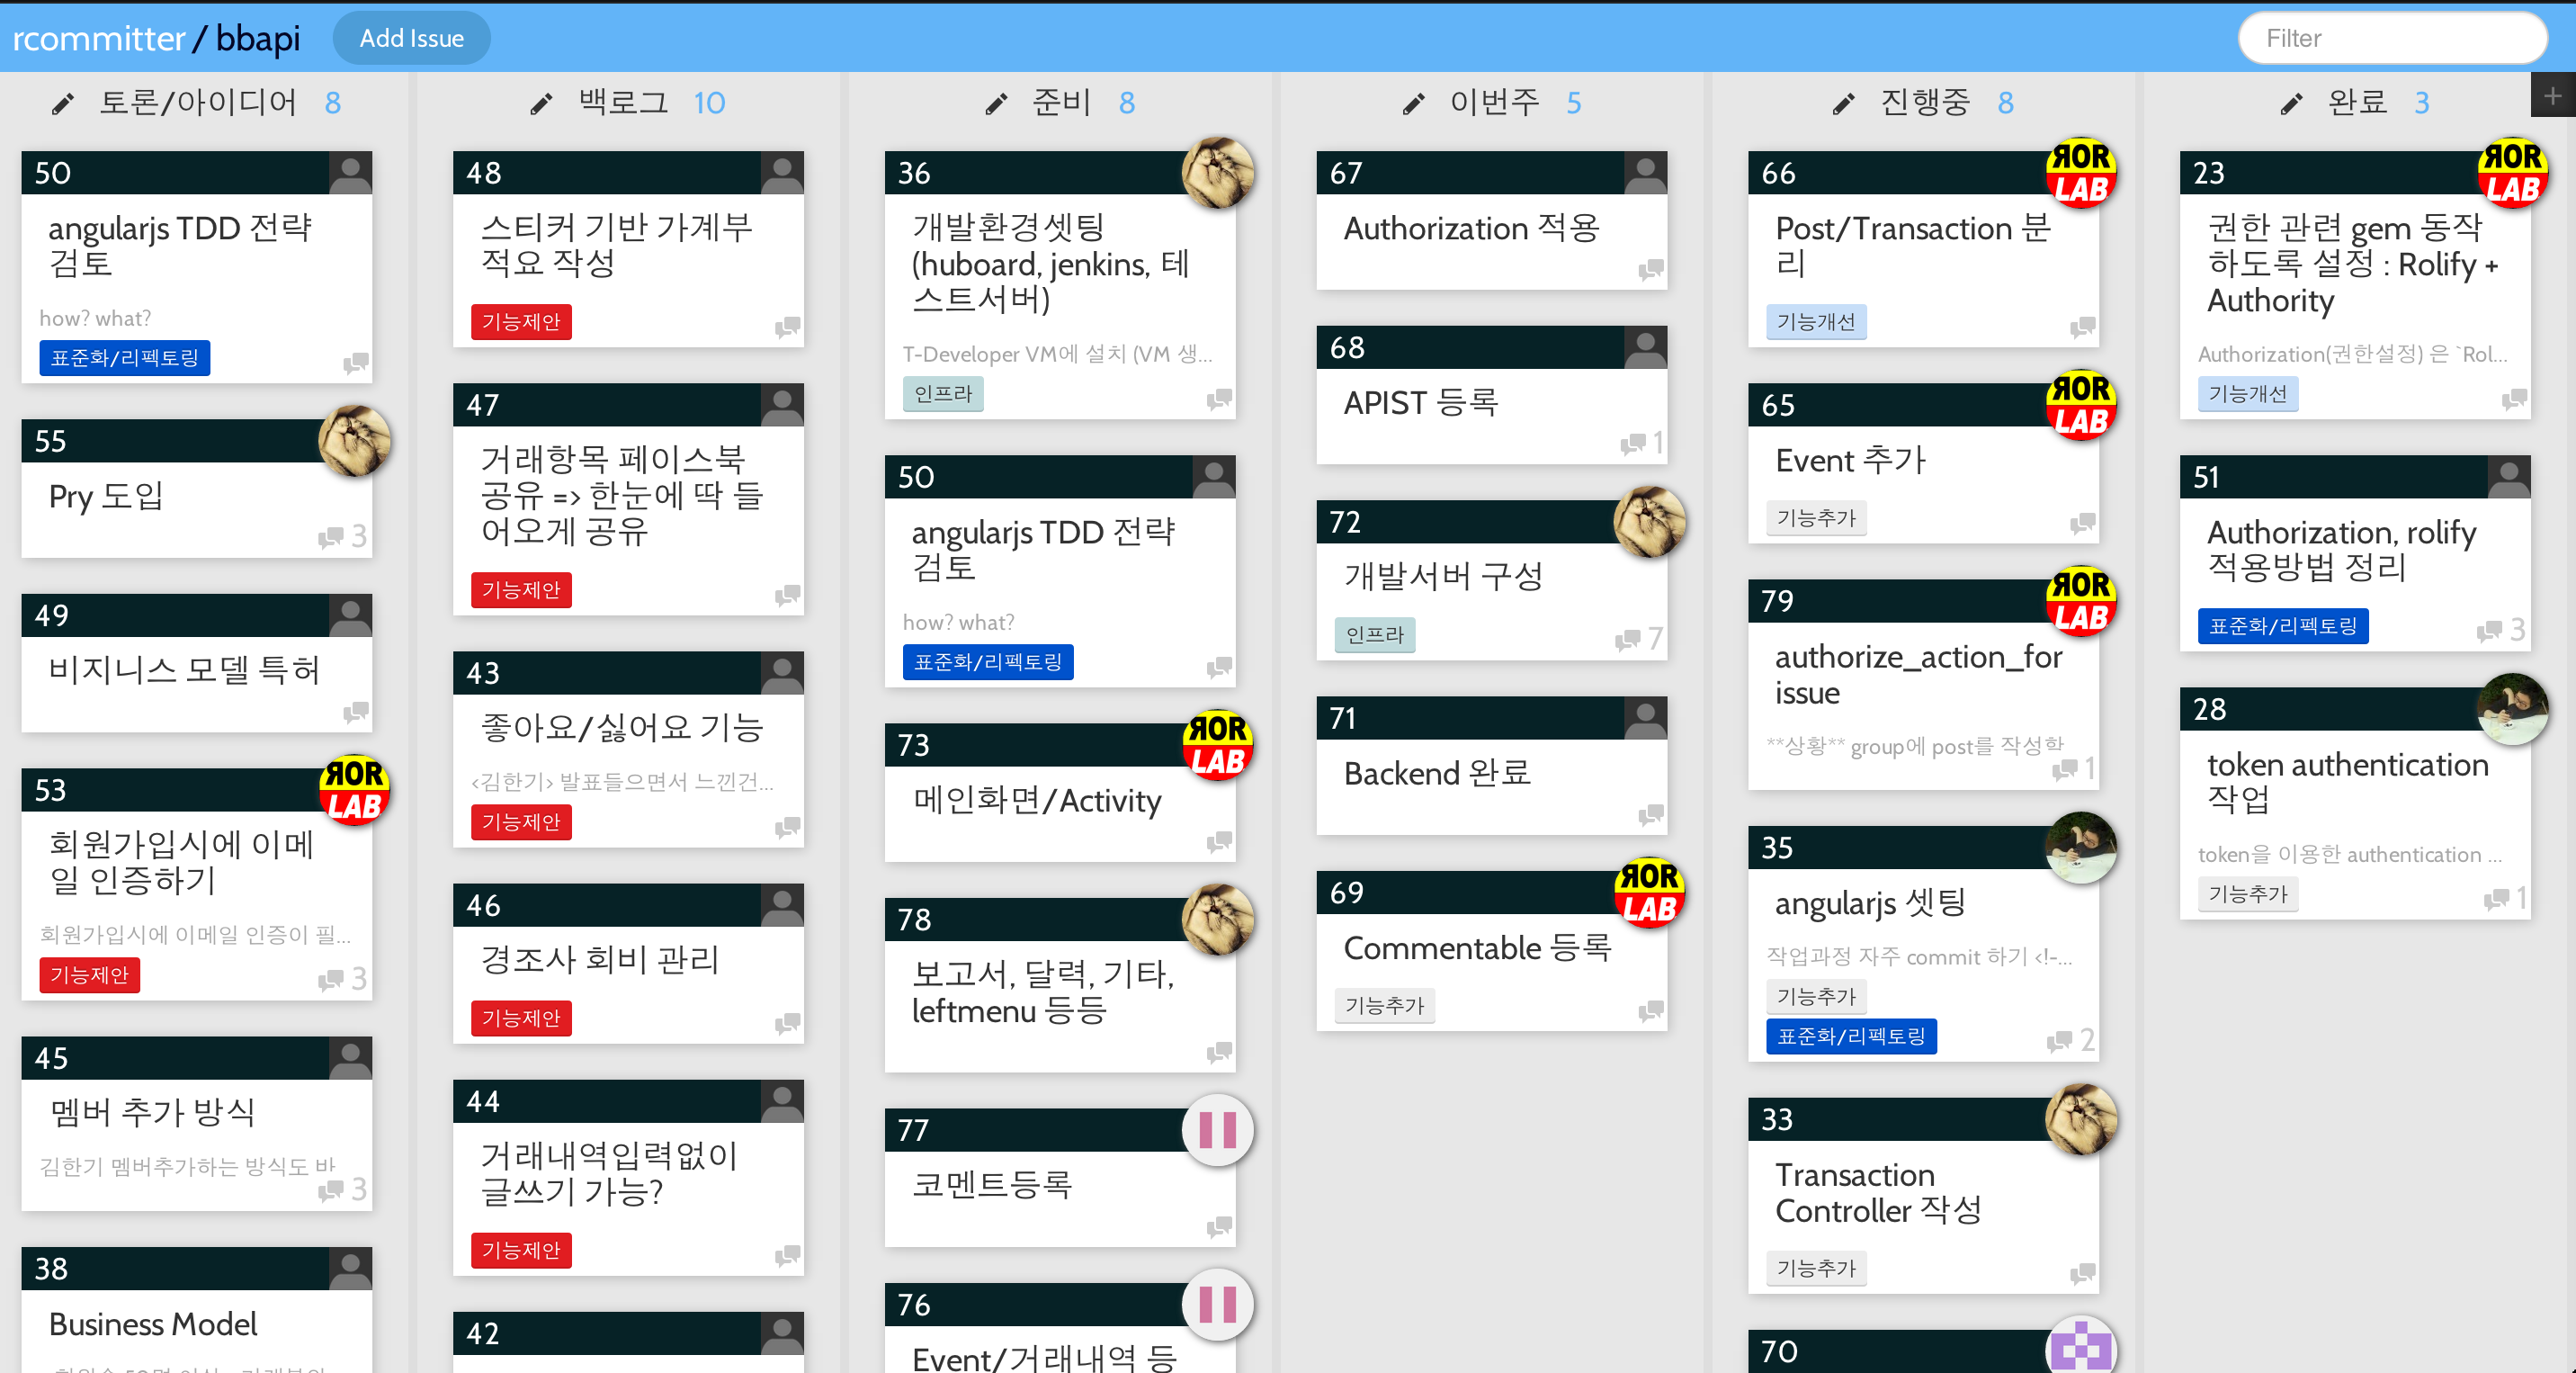 rcommitter / bbapi
Add Issue
Filter
토론/아이디어 8
50
angularjs TDD 전략
검토
how? what?
표준화/리펙토링
55
Pry 도입
3
49
비지니스 모델 특허
53
ROR
LAB
회원가입시에 이메
일 인증하기
회원가입시에 이메일 인증이 필...
기능제안
3
45
멤버 추가 방식
김한기 멤버추가하는 방식도 바
3
38
Business Model
백로그 10
48
스티커 기반 가계부
적요 작성
기능제안
47
거래항목 페이스북
공유 => 한눈에 딱 들
어오게 공유
기능제안
43
좋아요/싫어요 기능
<김한기> 발표들으면서 느낀건...
기능제안
46
경조사 회비 관리
기능제안
44
거래내역입력없이
글쓰기 가능?
기능제안
42
준비 8
36
개발환경셋팅
(huboard, jenkins, 테
스트서버)
T-Developer VM에 설치 (VM 생...
인프라
50
angularjs TDD 전략
검토
how? what?
표준화/리펙토링
73
ROR
LAB
메인화면/Activity
78
보고서, 달력, 기타,
leftmenu 등등
77
코멘트등록
76
Event/거래내역 등
이번주 5
67
Authorization 적용
68
APIST 등록
1
72
개발서버 구성
인프라
7
71
Backend 완료
69
ROR
LAB
Commentable 등록
기능추가
진행중 8
66
ROR
LAB
Post/Transaction 분
리
기능개선
65
ROR
LAB
Event 추가
기능추가
79
ROR
LAB
authorize_action_for
issue
**상황** group에 post를 작성할
1
35
angularjs 셋팅
작업과정 자주 commit 하기 <!-...
기능추가
표준화/리펙토링
2
33
Transaction
Controller 작성
기능추가
70
완료 3
+
23
ROR
LAB
권한 관련 gem 동작
하도록 설정 : Rolify +
Authority
Authorization(권한설정) 은 `Rol...
기능개선
51
Authorization, rolify
적용방법 정리
표준화/리펙토링
3
28
token authentication
작업
token을 이용한 authentication ...
기능추가
1